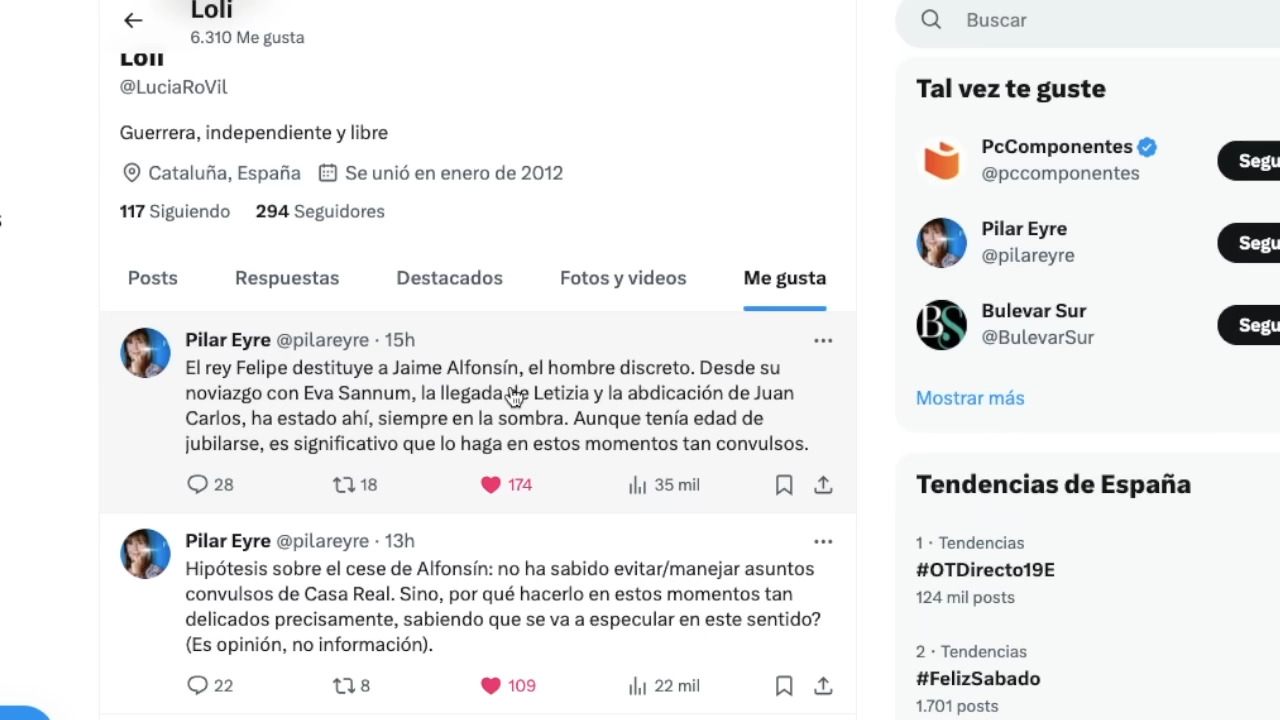 Loli
6.310 Me gusta
Loli
@LuciaRoVil
Guerrera, independiente y libre
Cataluña, España Se unió en enero de 2012
117 Siguiendo 294 Seguidores
Posts Respuestas Destacados Fotos y videos Me gusta
Pilar Eyre @pilareyre · 15h
El rey Felipe destituye a Jaime Alfonsín, el hombre discreto. Desde su
noviazgo con Eva Sannum, la llegada de Letizia y la abdicación de Juan
Carlos, ha estado ahí, siempre en la sombra. Aunque tenía edad de
jubilarse, es significativo que lo haga en estos momentos tan convulsos.
28 18 174 35 mil
Pilar Eyre @pilareyre · 13h
Hipótesis sobre el cese de Alfonsín: no ha sabido evitar/manejar asuntos
convulsos de Casa Real. Sino, por qué hacerlo en estos momentos tan
delicados precisamente, sabiendo que se va a especular en este sentido?
(Es opinión, no información).
22 8 109 22 mil
Buscar
Tal vez te guste
PcComponentes
@pccomponentes
Segu
Pilar Eyre
@pilareyre
Segu
BS
Bulevar Sur
@BulevarSur
Segu
Mostrar más
Tendencias de España
1 · Tendencias
#OTDirecto19E
124 mil posts
2 · Tendencias
#FelizSabado
1.701 posts